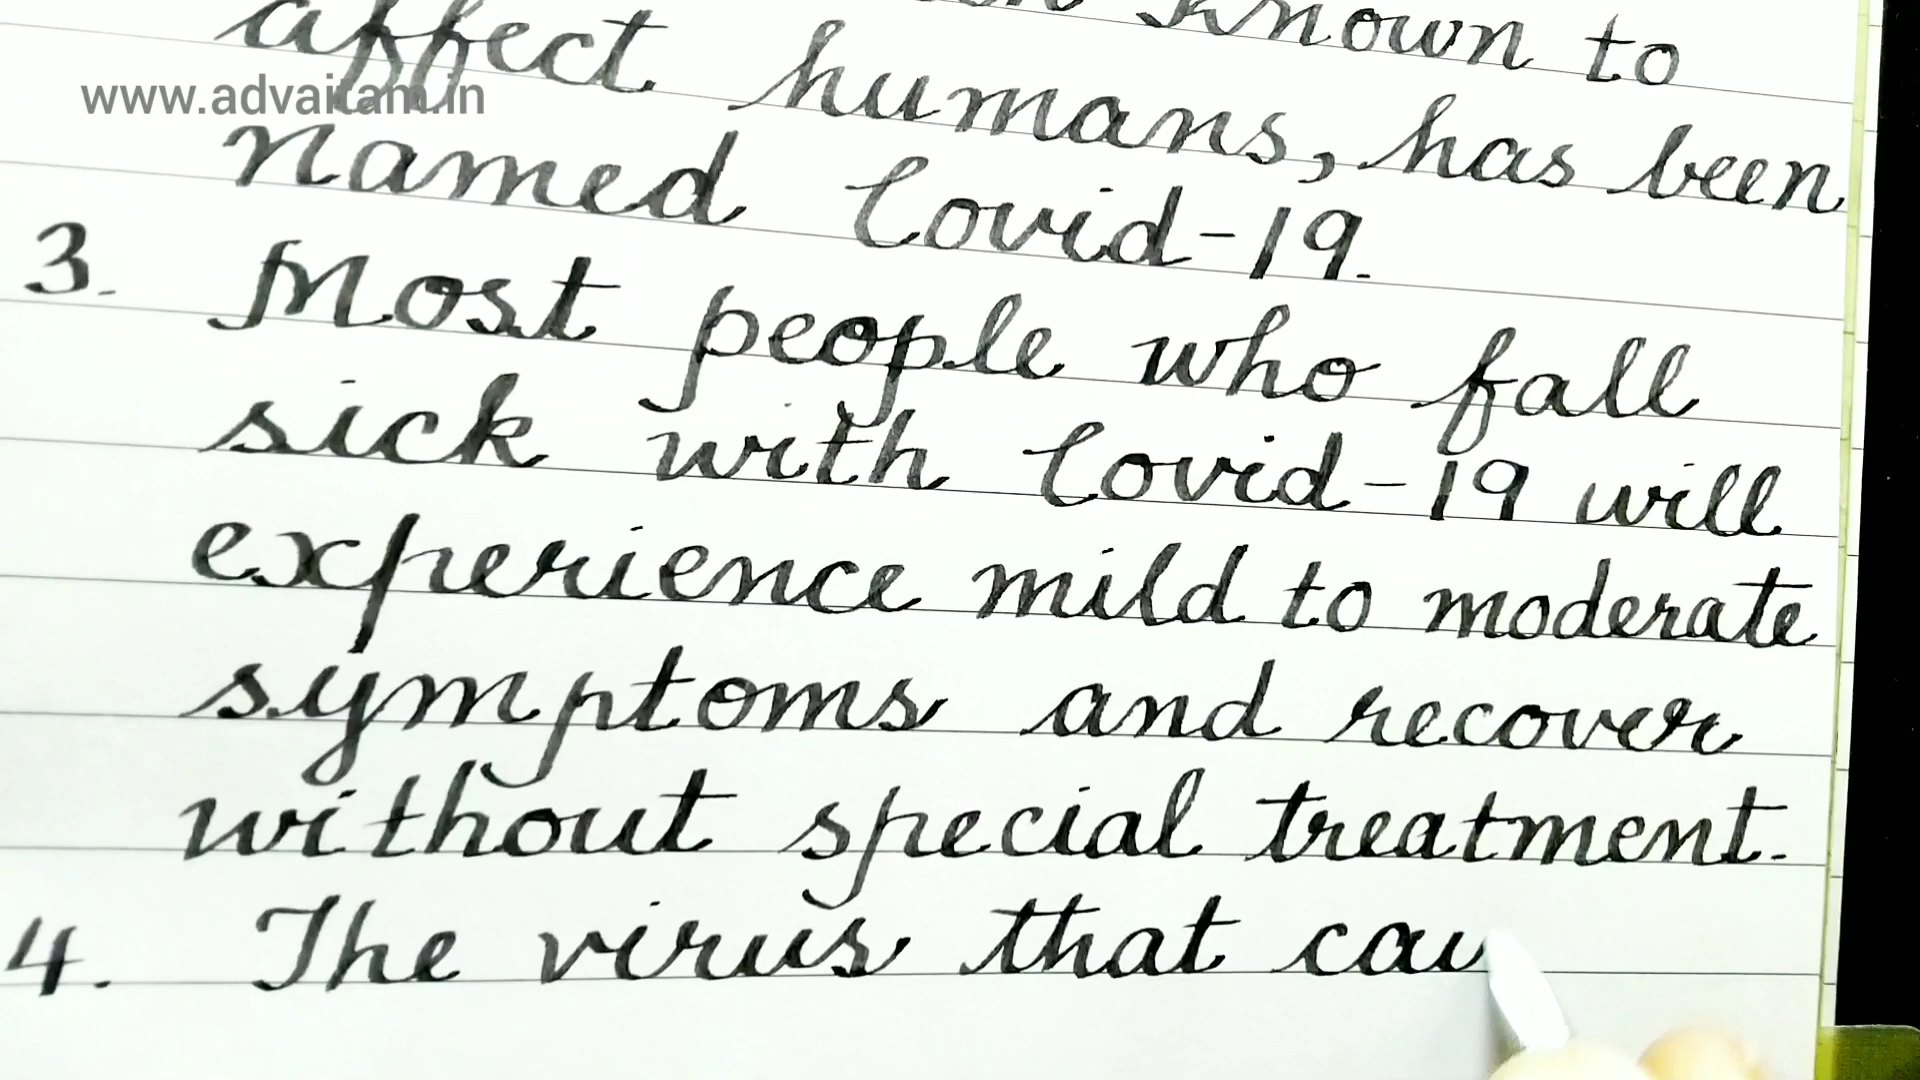 known to
affect humans, has been
www.advaitam.in
named Covid-19.
3. Most people who fall
sick with Covid-19 will
experience mild to moderate
symptoms and recover
without special treatment.
4. The virus that cau